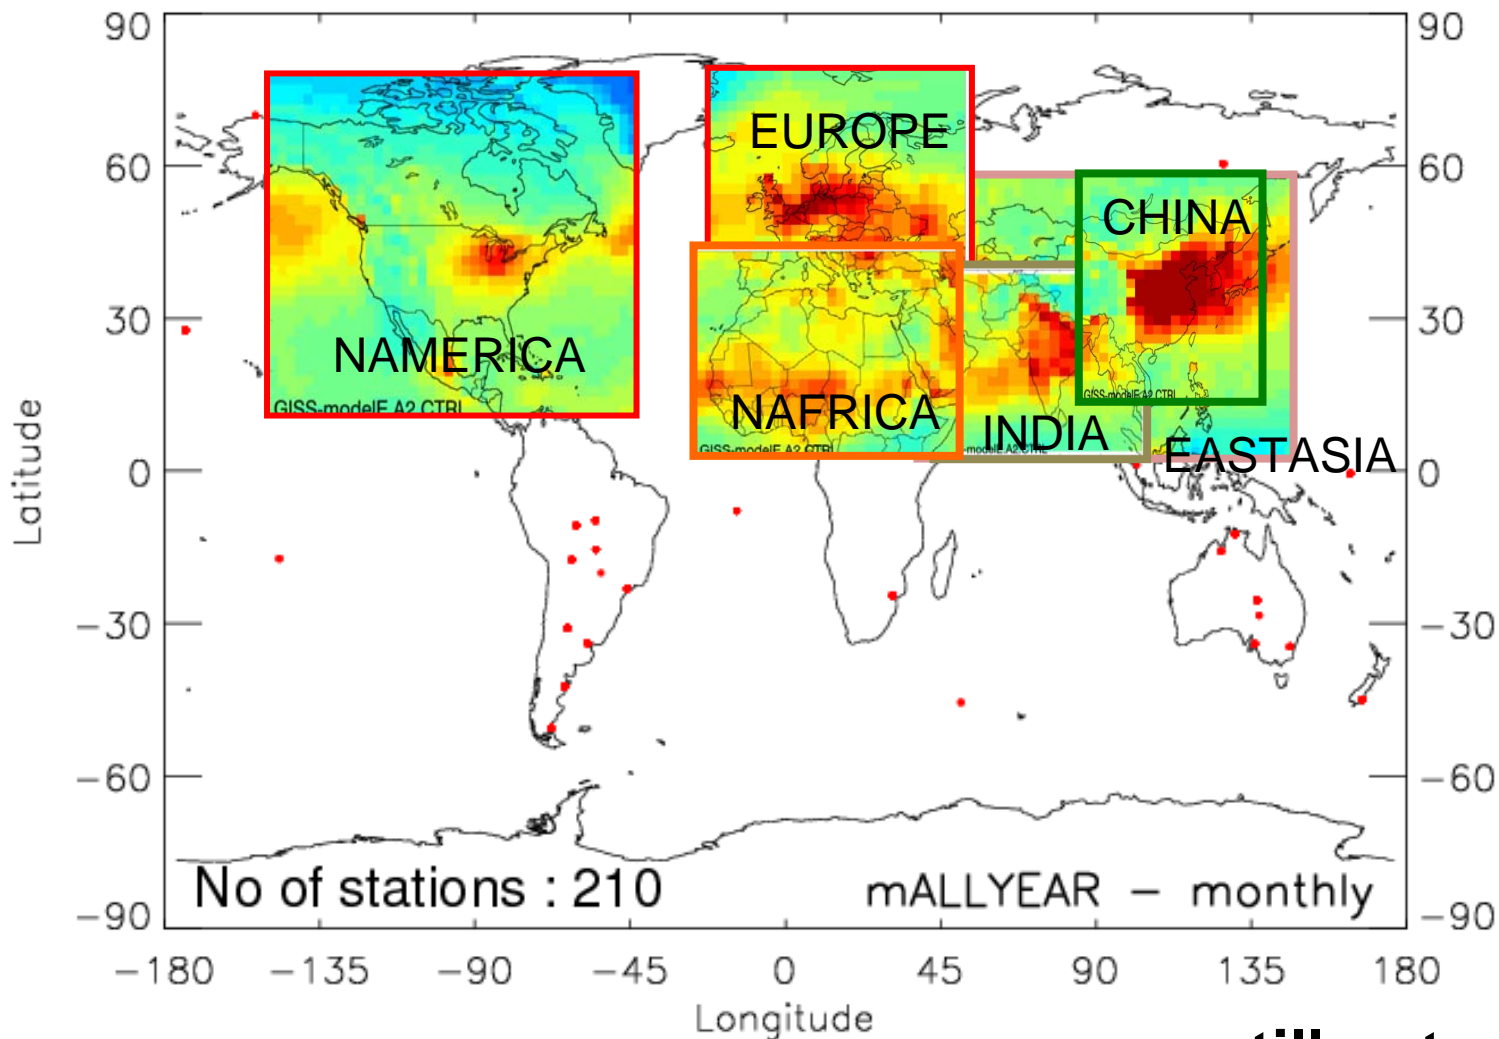 90 90
EUROPE
60 60
CHINA
30 30
NAMERICA
GISS-modelE.A2.CTRL
GISS-modelE.A2.CTRL
NAFRICA
INDIA
GISS-modelE.A2.CTRL
EASTASIA
0 0
Latitude
−30 −30
−60 −60
No of stations : 210
mALLYEAR − monthly
−90 −90
−180 −135 −90 −45 0 45 90 135 180
Longitude